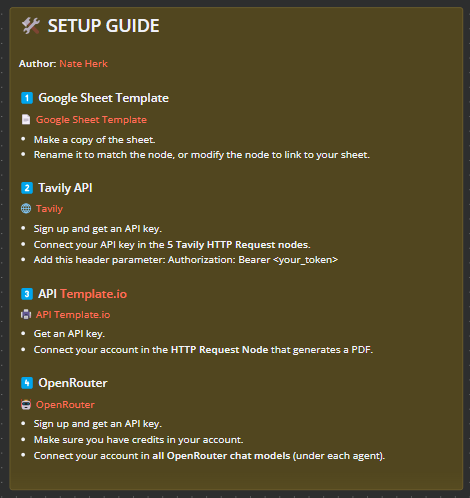 🛠️ SETUP GUIDE
Author: Nate Herk
1️⃣ Google Sheet Template
📄 Google Sheet Template
• Make a copy of the sheet.
• Rename it to match the node, or modify the node to link to your sheet.
2️⃣ Tavily API
🌐 Tavily
• Sign up and get an API key.
• Connect your API key in the 5 Tavily HTTP Request nodes.
• Add this header parameter: Authorization: Bearer <your_token>
3️⃣ API Template.io
🖨️ API Template.io
• Get an API key.
• Connect your account in the HTTP Request Node that generates a PDF.
4️⃣ OpenRouter
🤖 OpenRouter
• Sign up and get an API key.
• Make sure you have credits in your account.
• Connect your account in all OpenRouter chat models (under each agent).